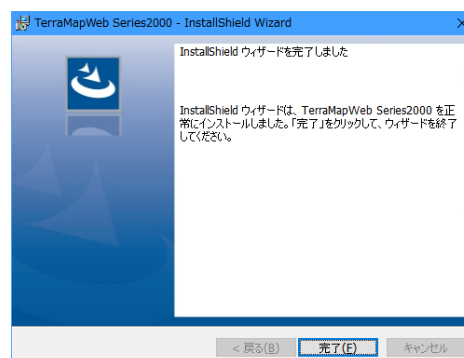 TerraMapWeb Series2000 - InstallShield Wizard
InstallShield ウィザードを完了しました
InstallShield ウィザードは、TerraMapWeb Series2000 を正
常にインストールしました。「完了」をクリックして、ウィザードを終了
してください。
< 戻る(B) 完了(F) キャンセル